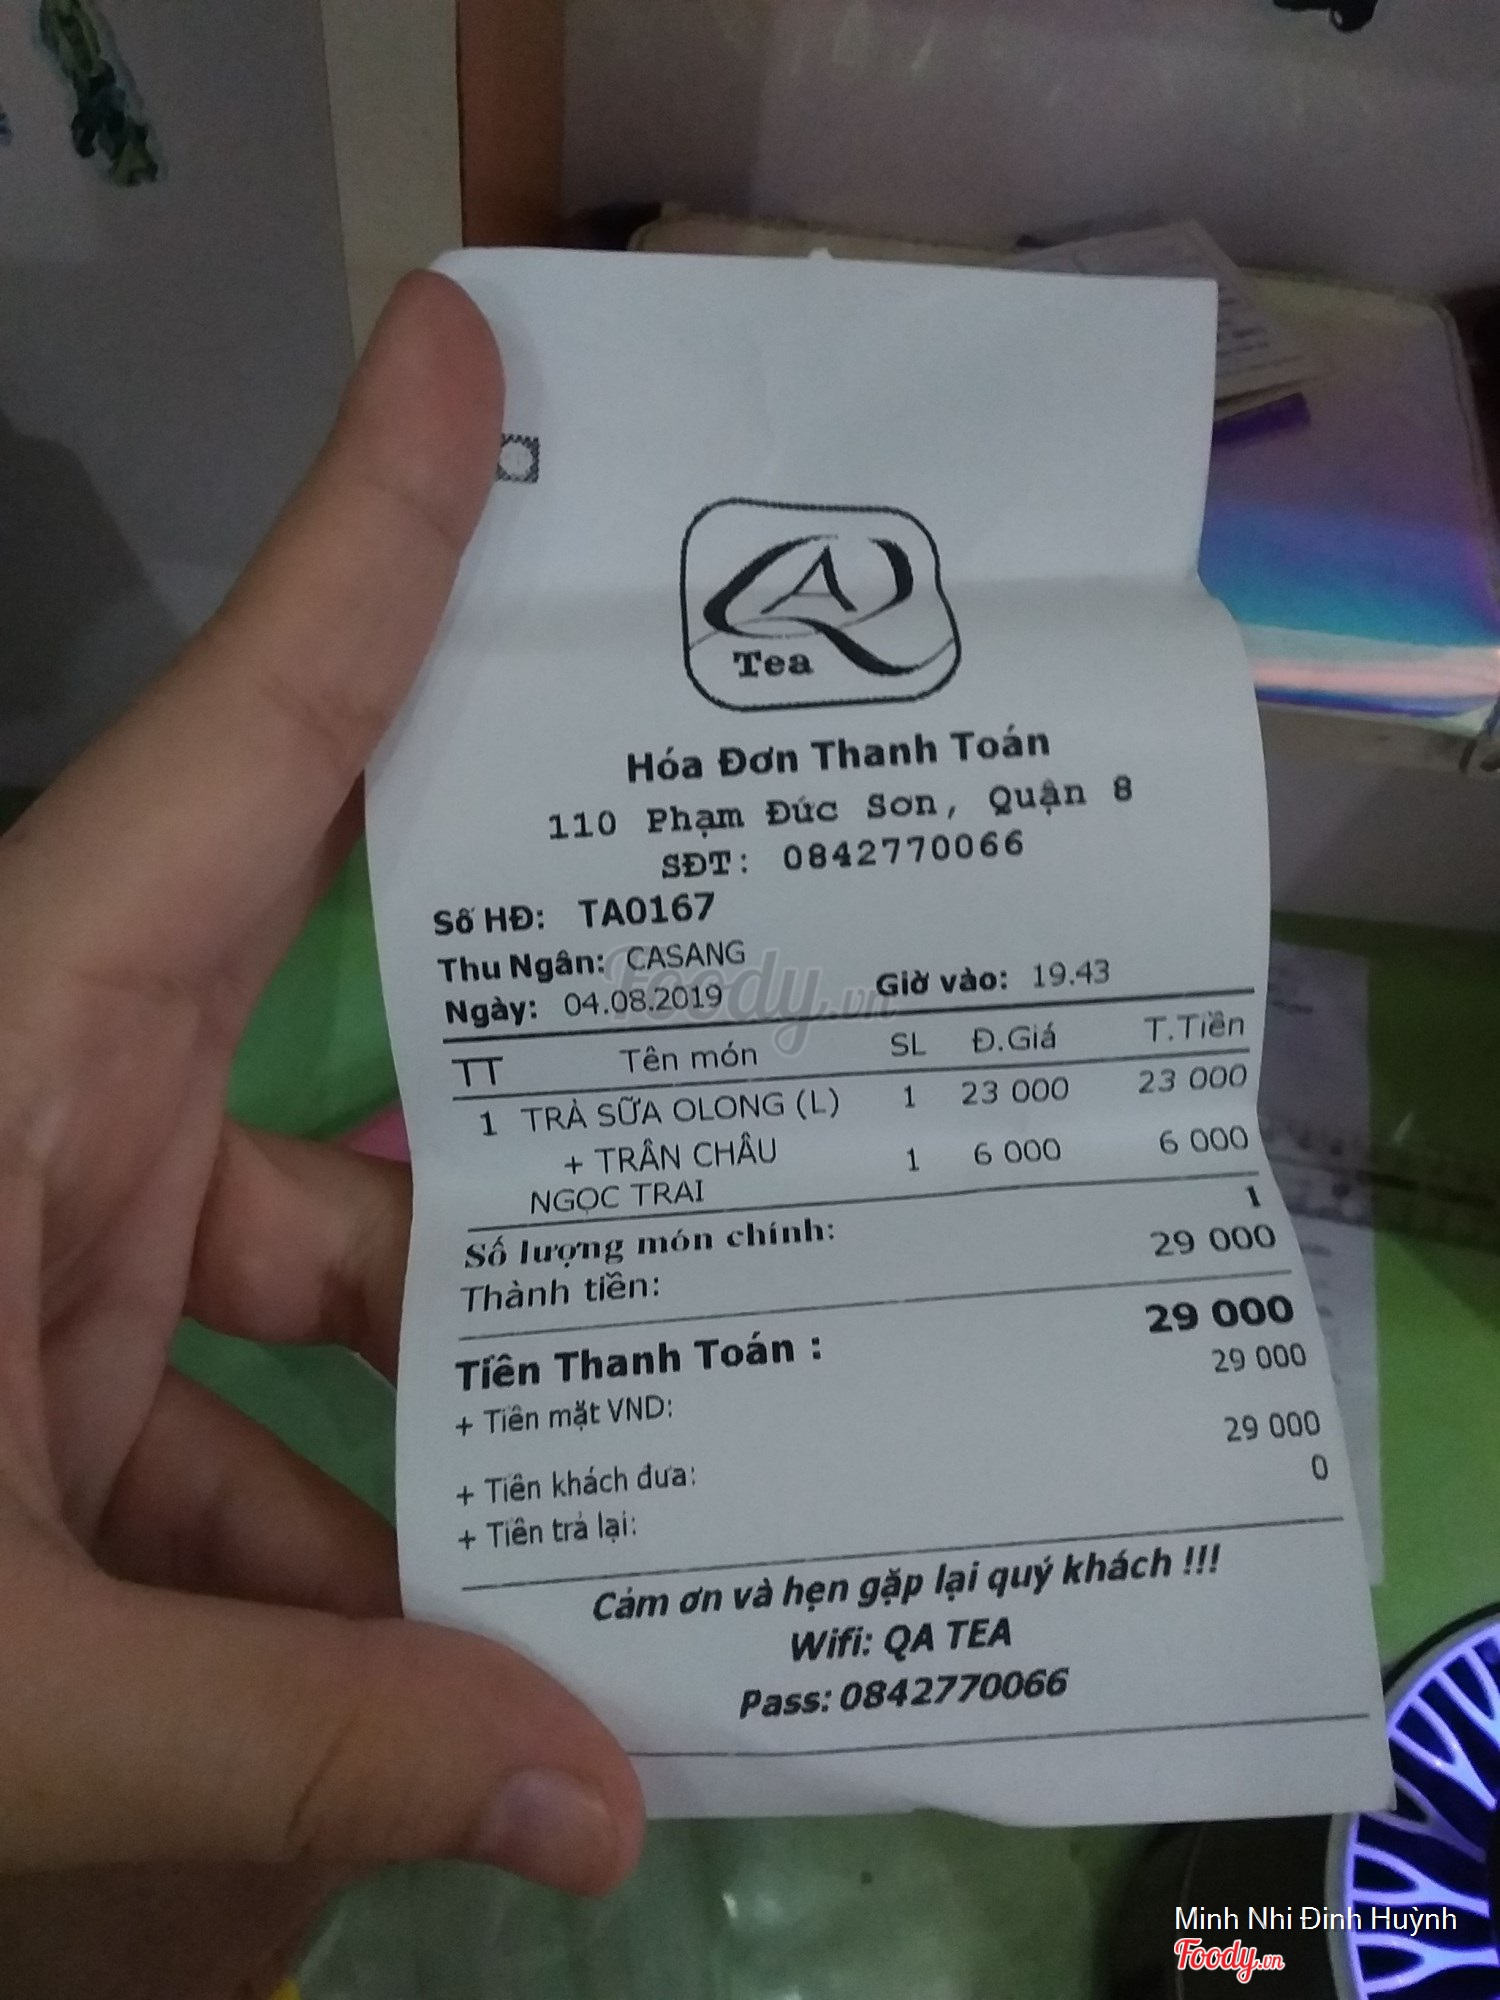 QA
Tea
Hóa Đơn Thanh Toán
110 Phạm Đức Sơn, Quận 8
SĐT: 0842770066
Số HĐ: TA0167
Thu Ngân: CASANG
Ngày: 04.08.2019 Giờ vào: 19.43
TT Tên món SL Đ.Giá T.Tiền
1 TRÀ SỮA OLONG (L) 1 23 000 23 000
+ TRÂN CHÂU 1 6 000 6 000
NGỌC TRAI
Số lượng món chính: 1
Thành tiền: 29 000
Tiền Thanh Toán : 29 000
+ Tiền mặt VND: 29 000
+ Tiền khách đưa: 29 000
+ Tiền trả lại: 0
Cảm ơn và hẹn gặp lại quý khách !!!
Wifi: QA TEA
Pass: 0842770066
Foody.vn
Minh Nhi Đinh Huỳnh
Foody.vn